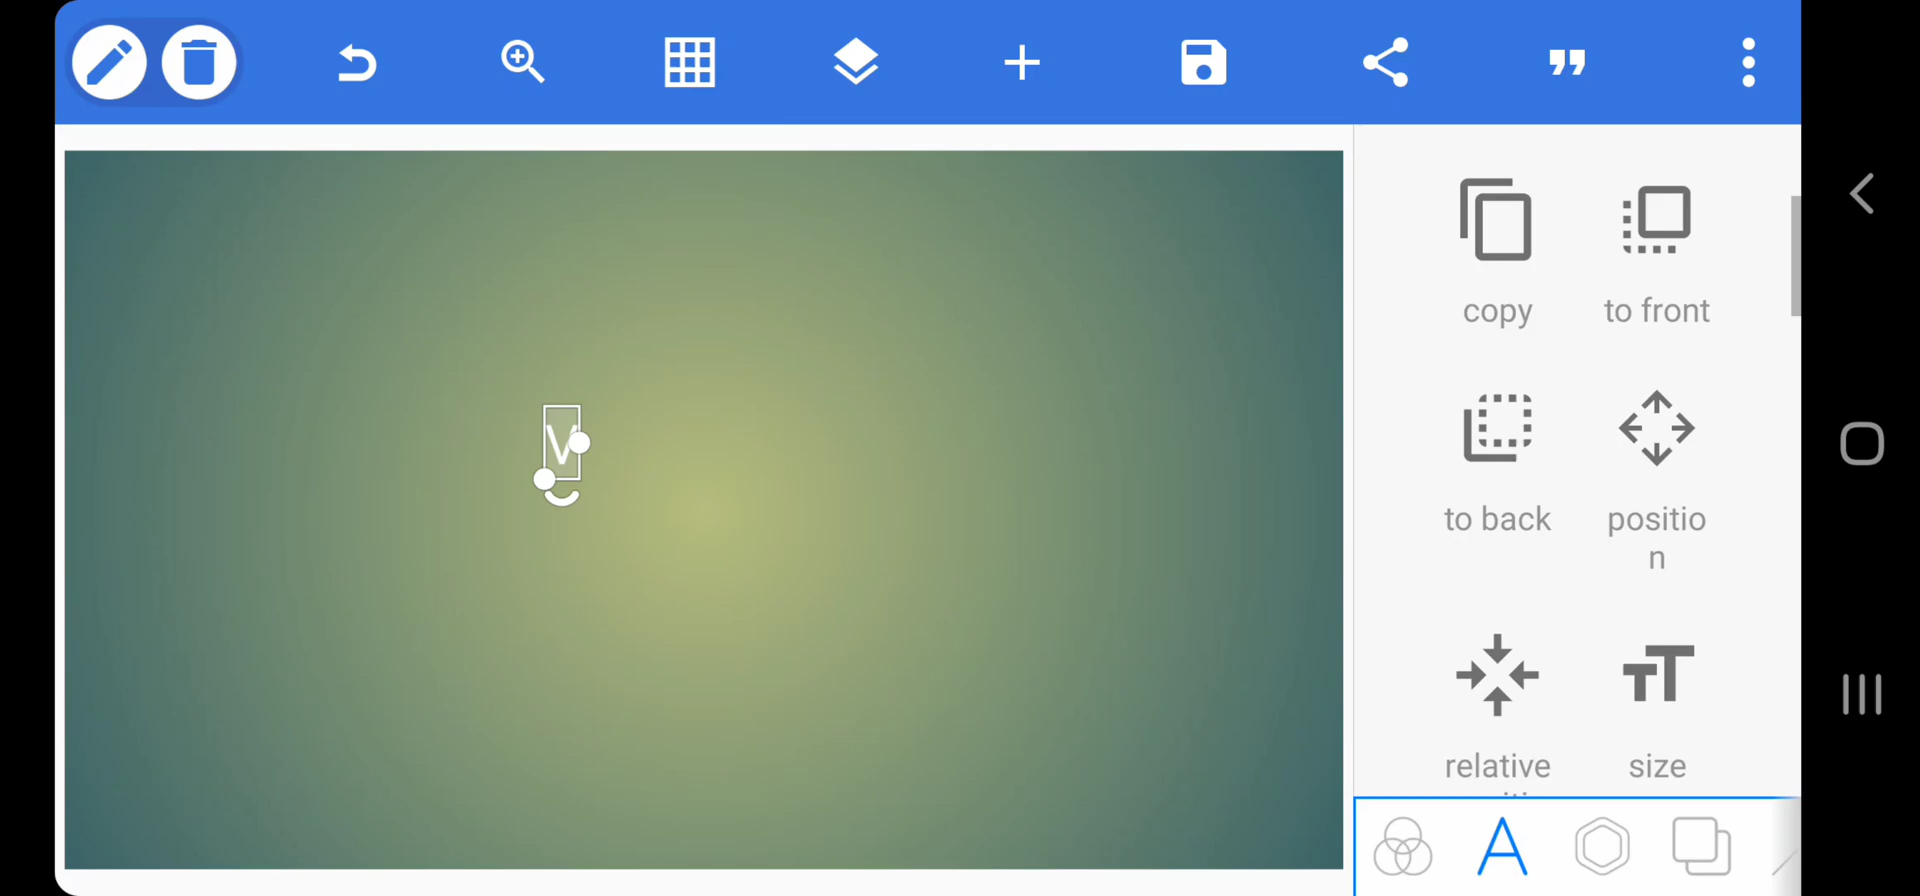 V
copy
to front
to back
positio
n
relative
size